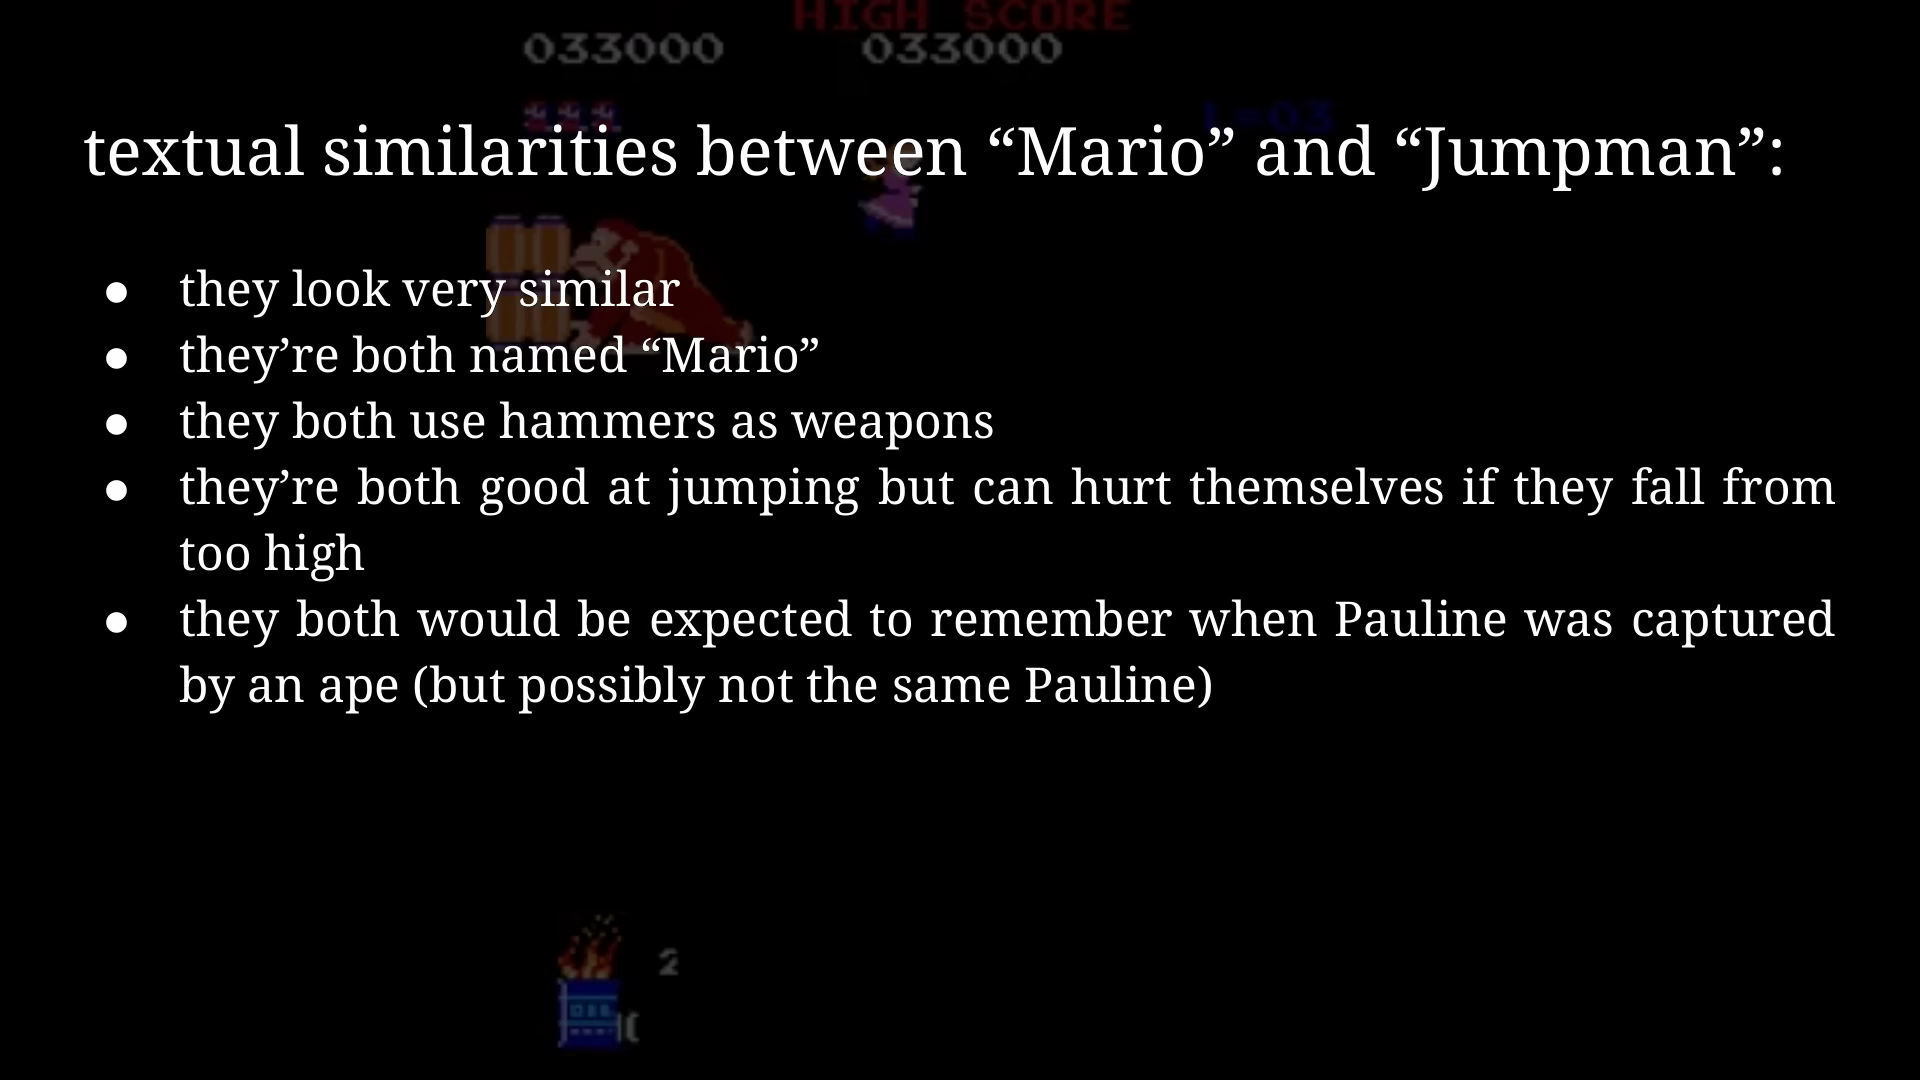 HIGH SCORE
033000 033000
L=03
textual similarities between “Mario” and “Jumpman”:
● they look very similar
● they’re both named “Mario”
● they both use hammers as weapons
● they’re both good at jumping but can hurt themselves if they fall from
too high
● they both would be expected to remember when Pauline was captured
by an ape (but possibly not the same Pauline)
2